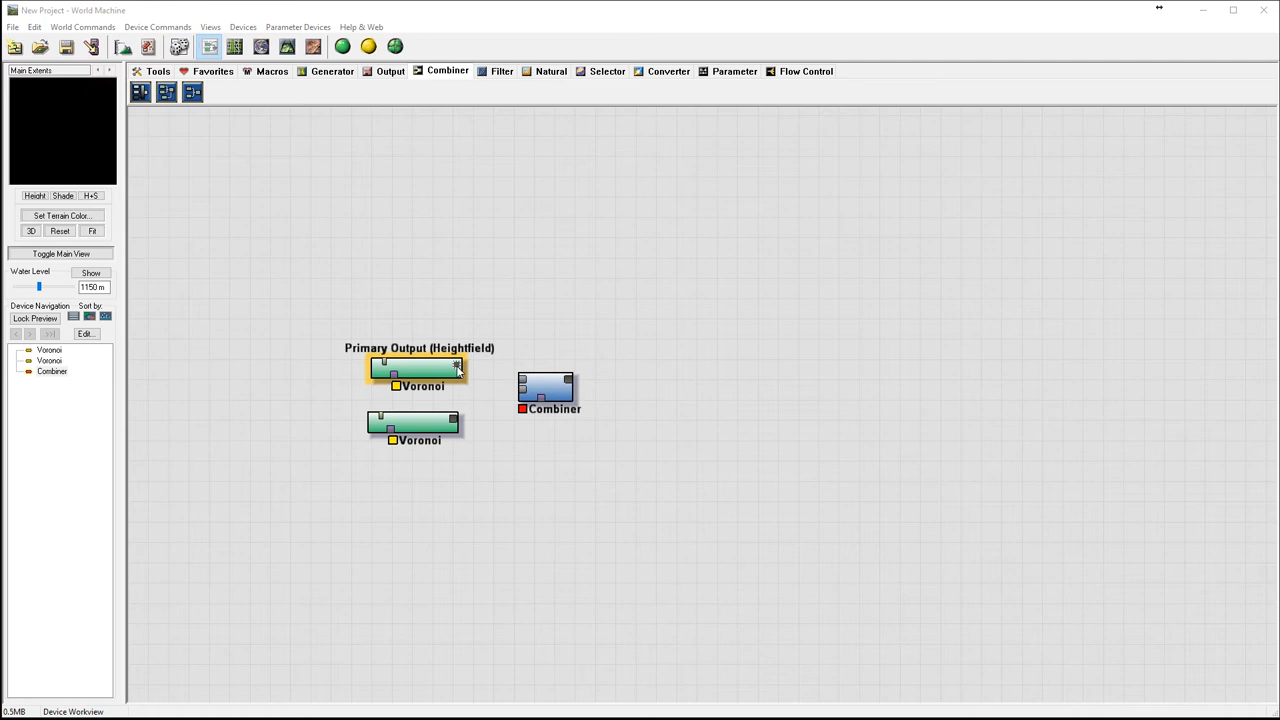 New Project - World Machine
File Edit World Commands Device Commands Views Devices Parameter Devices Help & Web
Main Extents
Tools Favorites Macros Generator Output Combiner Filter Natural Selector Converter Parameter Flow Control
Height Shade H+S
Set Terrain Color...
3D Reset Fit
Toggle Main View
Water Level Show
1150 m
Device Navigation Sort by:
Lock Preview
< > >>| Edit...
Voronoi
Voronoi
Combiner
Primary Output (Heightfield)
Voronoi
Combiner
Voronoi
0.5MB Device Workview